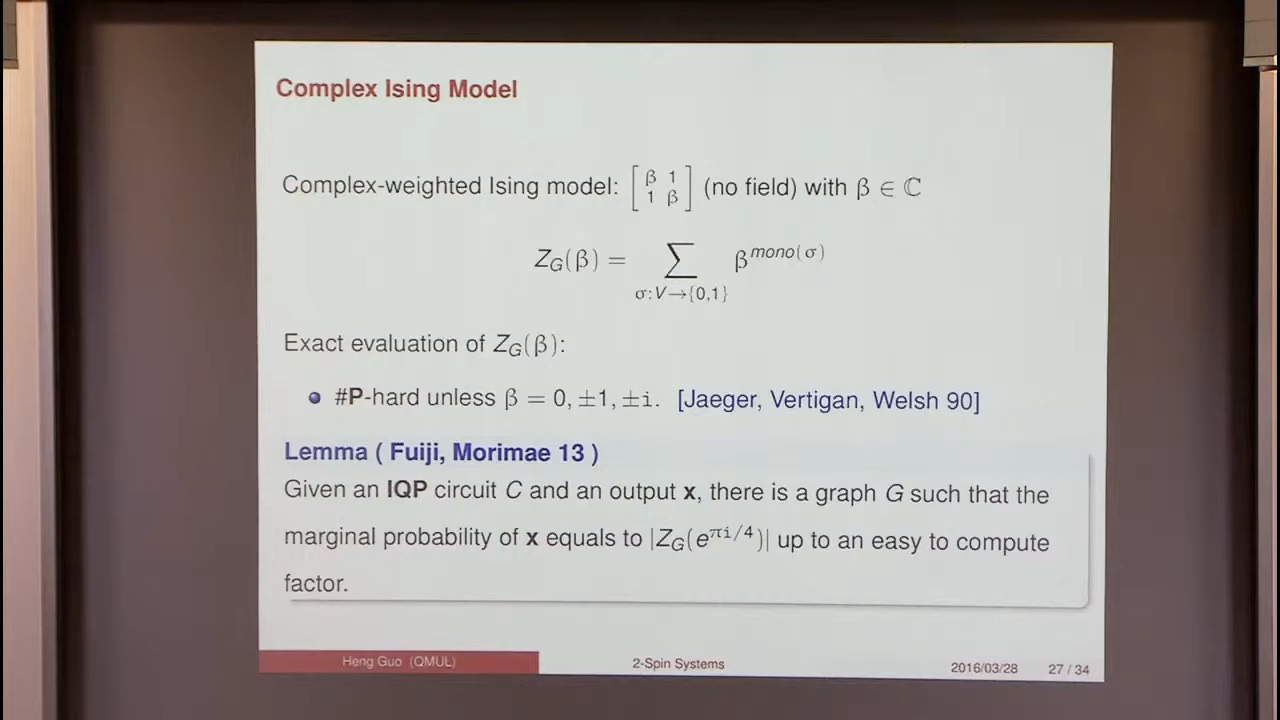 Complex Ising Model
Complex-weighted Ising model: [β 1; 1 β] (no field) with β ∈ ℂ
Z_G(β) = ∑_{σ:V→{0,1}} β^{mono(σ)}
Exact evaluation of Z_G(β):
#P-hard unless β = 0, ±1, ±i. [Jaeger, Vertigan, Welsh 90]
Lemma ( Fuiji, Morimae 13 )
Given an IQP circuit C and an output x, there is a graph G such that the
marginal probability of x equals to |Z_G(e^{πi/4})| up to an easy to compute
factor.
Heng Guo (QMUL) 2-Spin Systems 2016/03/28 27 / 34